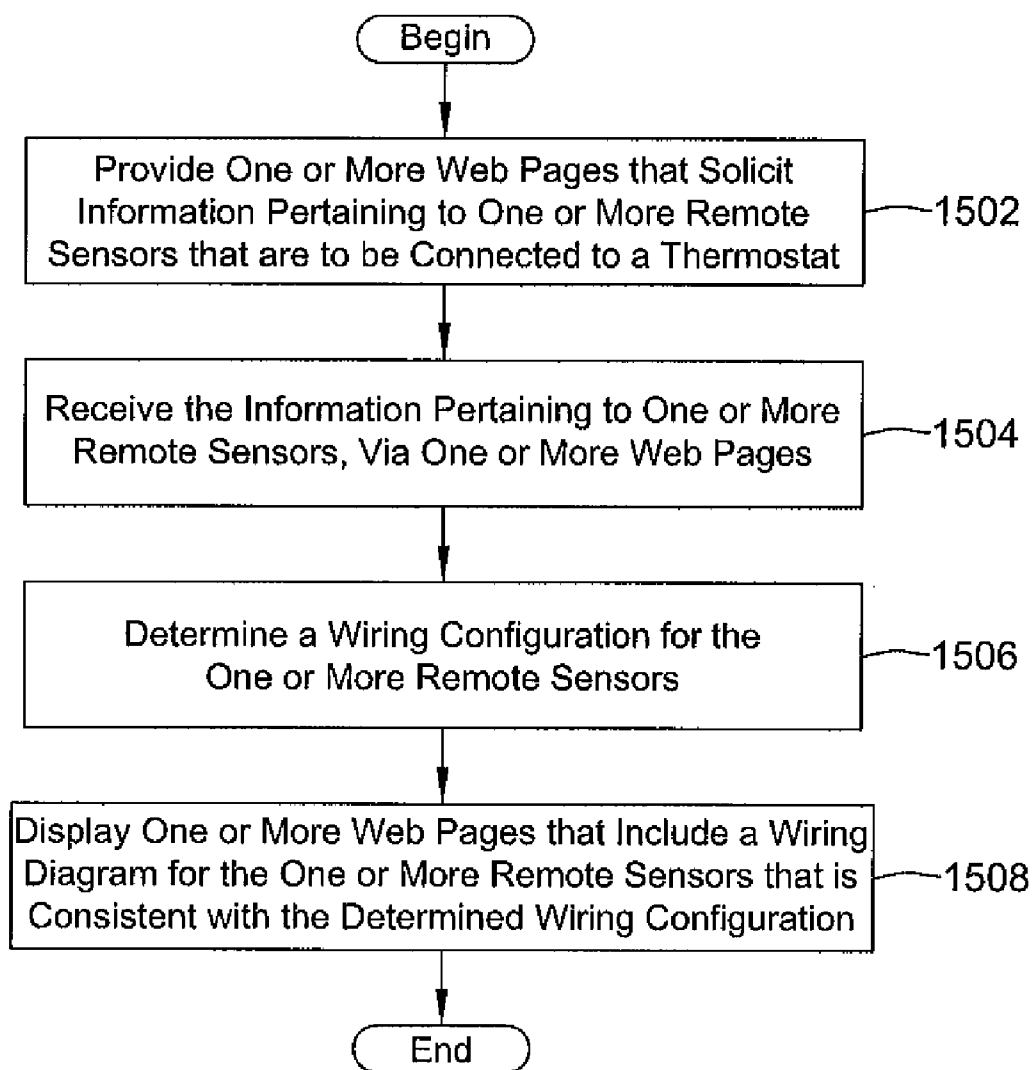 Begin
Provide One or More Web Pages that Solicit
Information Pertaining to One or More Remote
Sensors that are to be Connected to a Thermostat
1502
Receive the Information Pertaining to One or More
Remote Sensors, Via One or More Web Pages
1504
Determine a Wiring Configuration for the
One or More Remote Sensors
1506
Display One or More Web Pages that Include a Wiring
Diagram for the One or More Remote Sensors that is
Consistent with the Determined Wiring Configuration
1508
End